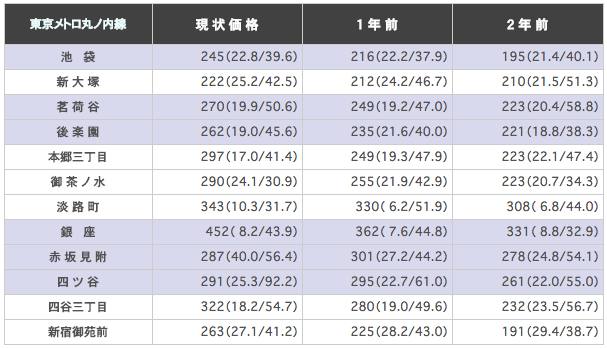 東京メトロ丸ノ内線 現状価格 1年前 2年前
池 袋 245(22.8/39.6) 216(22.2/37.9) 195(21.4/40.1)
新大塚 222(25.2/42.5) 212(24.2/46.7) 210(21.5/51.3)
茗荷谷 270(19.9/50.6) 249(19.2/47.0) 223(20.4/58.8)
後楽園 262(19.0/45.6) 235(21.6/40.0) 221(18.8/38.3)
本郷三丁目 297(17.0/41.4) 249(19.3/47.9) 223(22.1/47.4)
御茶ノ水 290(24.1/30.9) 255(21.9/42.9) 223(20.7/34.3)
淡路町 343(10.3/31.7) 330( 6.2/51.9) 308( 6.8/44.0)
銀 座 452( 8.2/43.9) 362( 7.6/44.8) 331( 8.8/32.9)
赤坂見附 287(40.0/56.4) 301(27.2/44.2) 278(24.8/54.1)
四ツ谷 291(25.3/92.2) 295(22.7/61.0) 261(22.0/55.0)
四谷三丁目 322(18.2/54.7) 280(19.0/49.6) 232(23.5/56.7)
新宿御苑前 263(27.1/41.2) 225(28.2/43.0) 191(29.4/38.7)